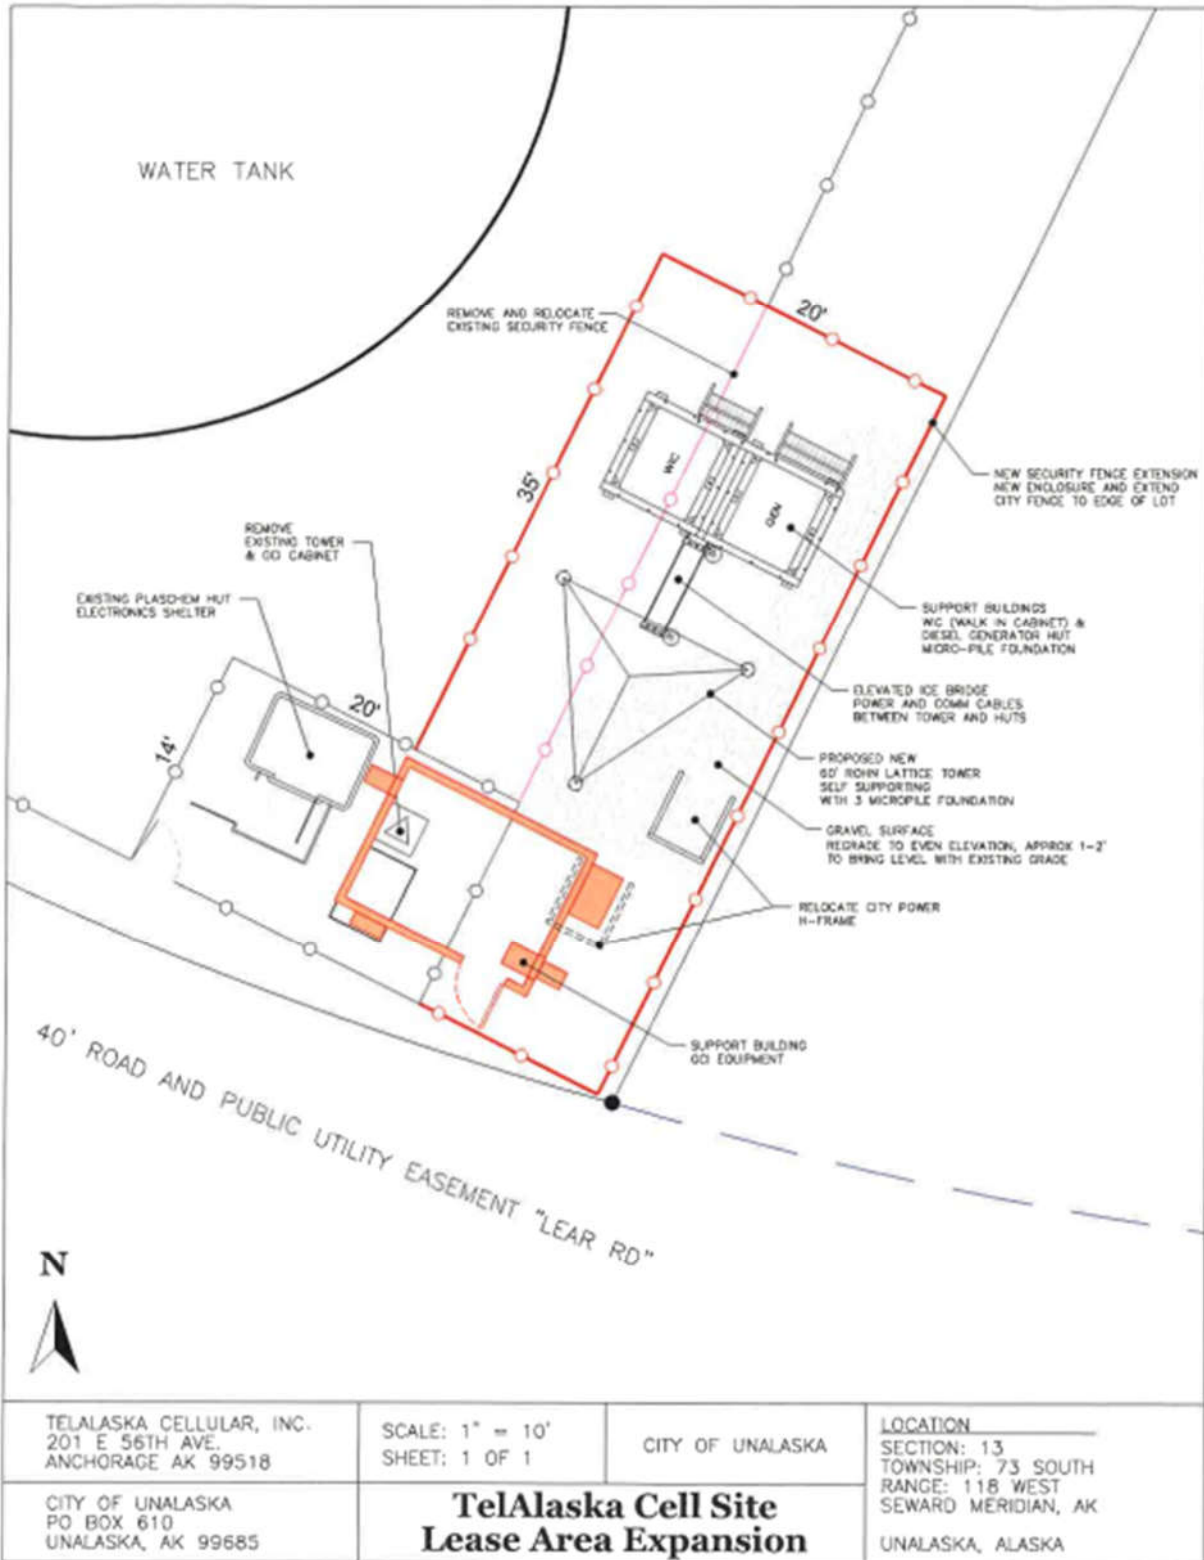 WATER TANK
REMOVE AND RELOCATE
EXISTING SECURITY FENCE
20'
WIC
GEN
35'
NEW SECURITY FENCE EXTENSION
NEW ENCLOSURE AND EXTEND
CITY FENCE TO EDGE OF LOT
REMOVE
EXISTING TOWER
& GCI CABINET
EXISTING PLASCHEM HUT
ELECTRONICS SHELTER
SUPPORT BUILDINGS
WIC (WALK IN CABINET) &
DIESEL GENERATOR HUT
MICRO-PILE FOUNDATION
ELEVATED ICE BRIDGE
POWER AND COMM CABLES
BETWEEN TOWER AND HUTS
20'
14'
PROPOSED NEW
60' ROHN LATTICE TOWER
SELF SUPPORTING
WITH 3 MICROPILE FOUNDATION
GRAVEL SURFACE
REGRADE TO EVEN ELEVATION, APPROX 1-2'
TO BRING LEVEL WITH EXISTING GRADE
RELOCATE CITY POWER
H-FRAME
SUPPORT BUILDING
GCI EQUIPMENT
40' ROAD AND PUBLIC UTILITY EASEMENT "LEAR RD"
N
TELALASKA CELLULAR, INC.
201 E 56TH AVE.
ANCHORAGE AK 99518
SCALE: 1" = 10'
SHEET: 1 OF 1
CITY OF UNALASKA
LOCATION
SECTION: 13
TOWNSHIP: 73 SOUTH
RANGE: 118 WEST
SEWARD MERIDIAN, AK
UNALASKA, ALASKA
CITY OF UNALASKA
PO BOX 610
UNALASKA, AK 99685
TelAlaska Cell Site
Lease Area Expansion